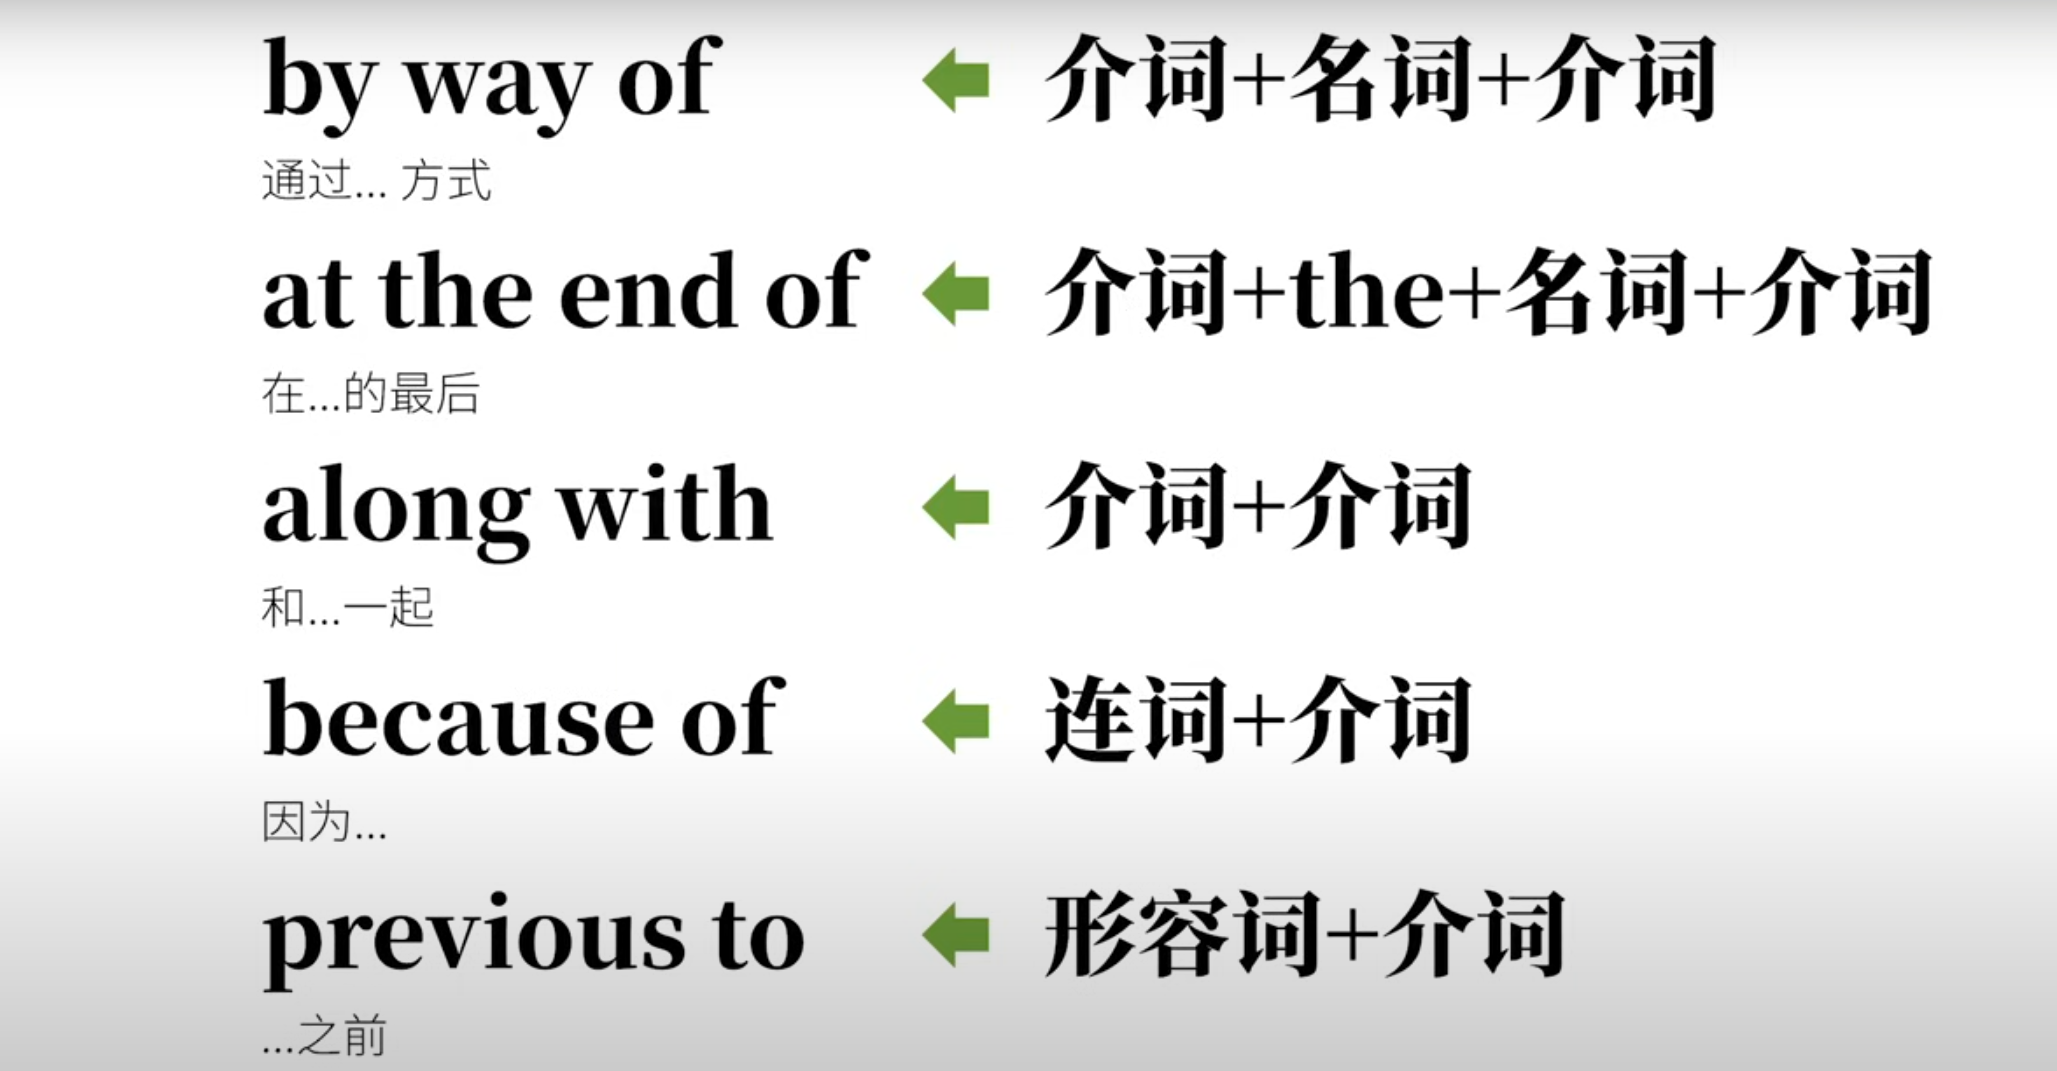 by way of 介词+名词+介词
通过... 方式
at the end of 介词+the+名词+介词
在...的最后
along with 介词+介词
和...一起
because of 连词+介词
因为...
previous to 形容词+介词
...之前